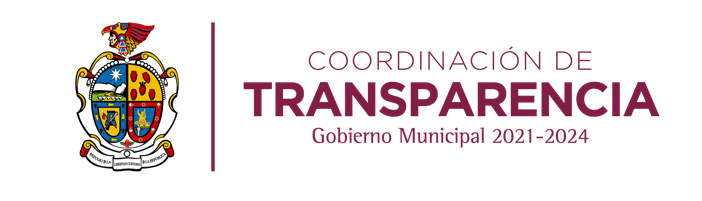 COORDINACIÓN DE
TRANSPARENCIA
Gobierno Municipal 2021-2024